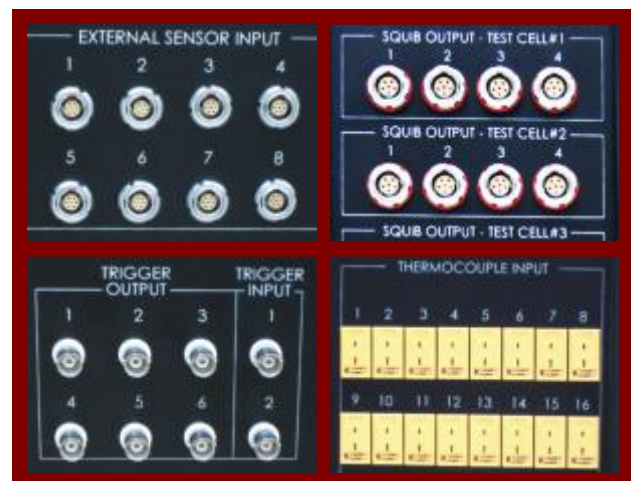 EXTERNAL SENSOR INPUT
1 2 3 4
5 6 7 8
SQUIB OUTPUT - TEST CELL#1
1 2 3 4
SQUIB OUTPUT - TEST CELL#2
1 2 3 4
SQUIB OUTPUT - TEST CELL#3
TRIGGER OUTPUT
1 2 3
4 5 6
TRIGGER INPUT
1
2
THERMOCOUPLE INPUT
1 2 3 4 5 6 7 8
9 10 11 12 13 14 15 16